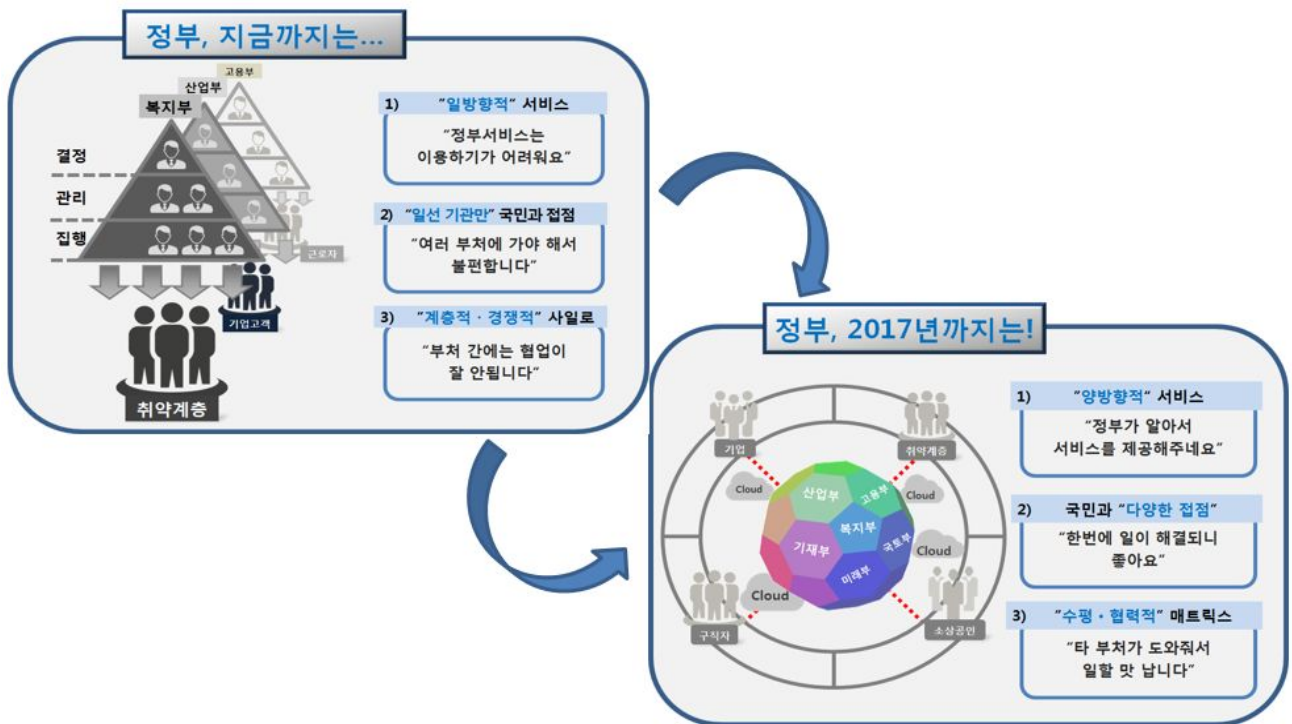 정부, 지금까지는...
고용부
산업부
복지부
결정
관리
집행
근로자
기업고객
취약계층
1) "일방향적" 서비스
"정부서비스는
이용하기가 어려워요"
2) "일선 기관만" 국민과 접점
"여러 부처에 가야 해서
불편합니다"
3) "계층적 · 경쟁적" 사일로
"부처 간에는 협업이
잘 안됩니다"
정부, 2017년까지는!
기업
취약계층
Cloud
산업부
고용부
Cloud
복지부
기재부
국토부
Cloud
미래부
Cloud
구직자
소상공인
1) "양방향적" 서비스
"정부가 알아서
서비스를 제공해주네요"
2) 국민과 "다양한 접점"
"한번에 일이 해결되니
좋아요"
3) "수평 · 협력적" 매트릭스
"타 부처가 도와줘서
일할 맛 납니다"